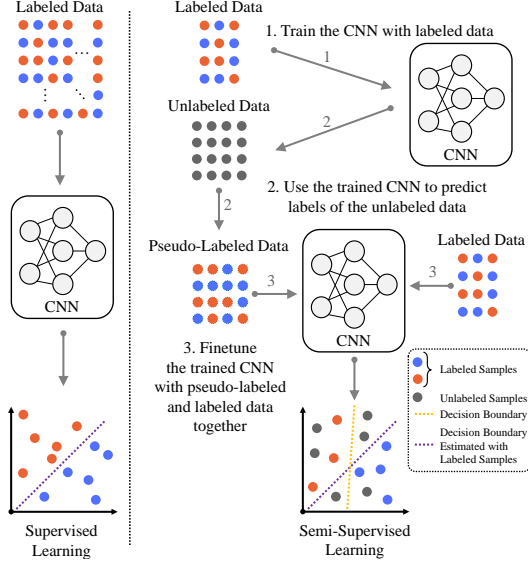 Labeled Data
...
⋮
⋱
CNN
Supervised
Learning
Labeled Data
1. Train the CNN with labeled data
1
Unlabeled Data
2
CNN
2
2. Use the trained CNN to predict
labels of the unlabeled data
Pseudo-Labeled Data
3
CNN
Labeled Data
3
3. Finetune
the trained CNN
with pseudo-labeled
and labeled data
together
Labeled Samples
Unlabeled Samples
Decision Boundary
Decision Boundary
Estimated with
Labeled Samples
Semi-Supervised
Learning